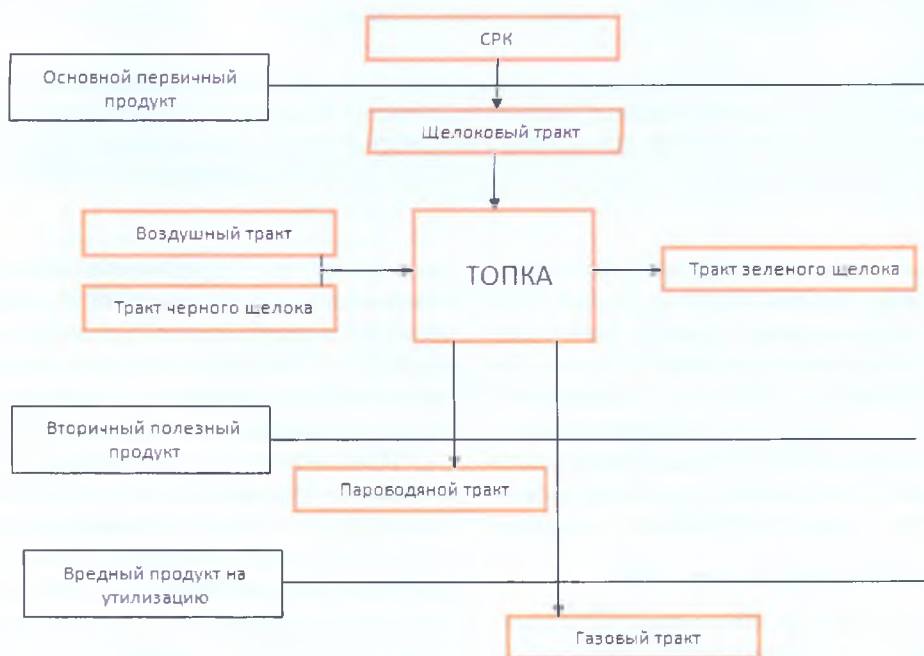 СРК
Основной первичный
продукт
Щелоковый тракт
Воздушный тракт
ТОПКА
Тракт зеленого щелока
Тракт черного щелока
Вторичный полезный
продукт
Пароводяной тракт
Вредный продукт на
утилизацию
Газовый тракт